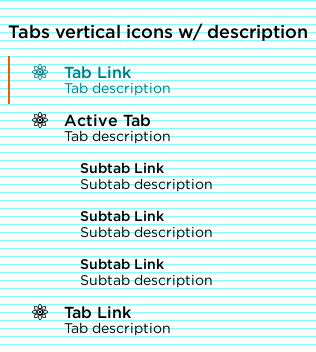 Tabs vertical icons w/ description
Tab Link
Tab description
Active Tab
Tab description
Subtab Link
Subtab description
Subtab Link
Subtab description
Subtab Link
Subtab description
Tab Link
Tab description